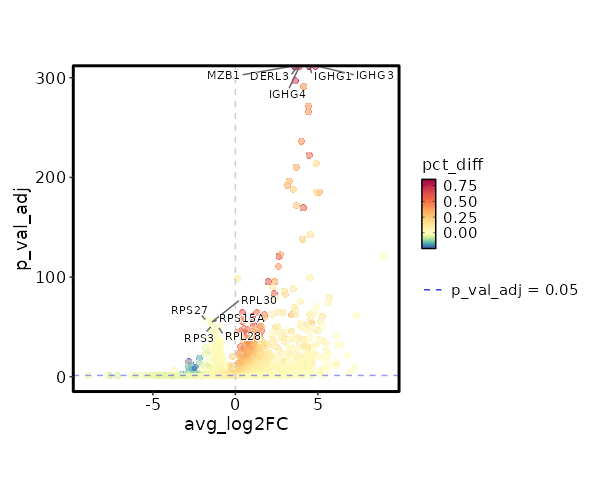 300
200
100
0
p_val_adj
-5
0
5
avg_log2FC
MZB1
DERL3
IGHG1
IGHG3
IGHG4
RPL30
RPS27
RPS15A
RPS3
RPL28
pct_diff
0.75
0.50
0.25
0.00
p_val_adj = 0.05